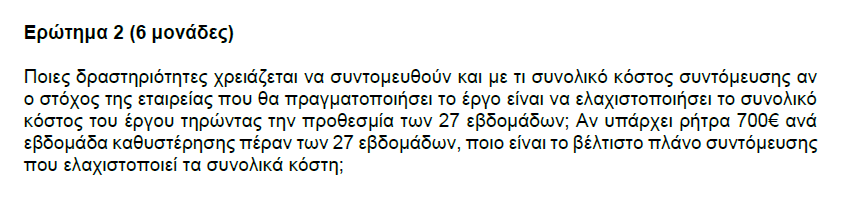 Ερώτημα 2 (6 μονάδες)
Ποιες δραστηριότητες χρειάζεται να συντομευθούν και με τι συνολικό κόστος συντόμευσης αν
ο στόχος της εταιρείας που θα πραγματοποιήσει το έργο είναι να ελαχιστοποιήσει το συνολικό
κόστος του έργου τηρώντας την προθεσμία των 27 εβδομάδων; Αν υπάρχει ρήτρα 700€ ανά
εβδομάδα καθυστέρησης πέραν των 27 εβδομάδων, ποιο είναι το βέλτιστο πλάνο συντόμευσης
που ελαχιστοποιεί τα συνολικά κόστη;